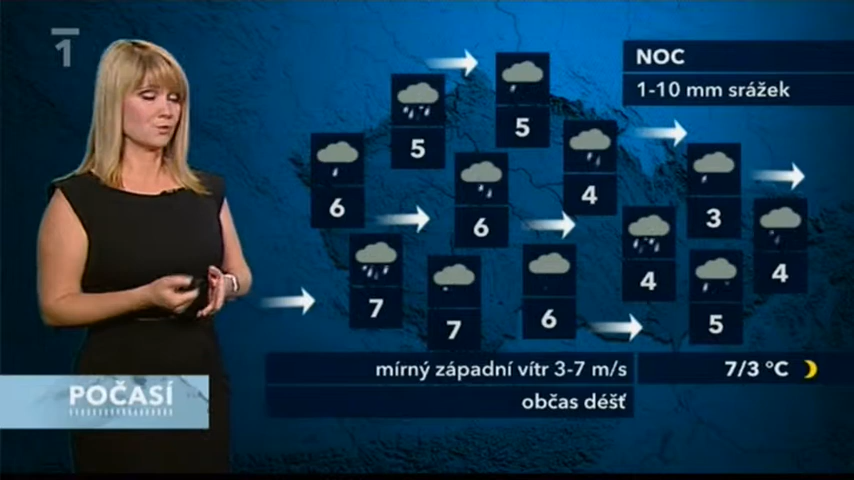 1
NOC
1-10 mm srážek
5
5
4
6
6
3
4
4
7
7
6
5
mírný západní vítr 3-7 m/s
7/3 °C
občas déšť
POČASÍ